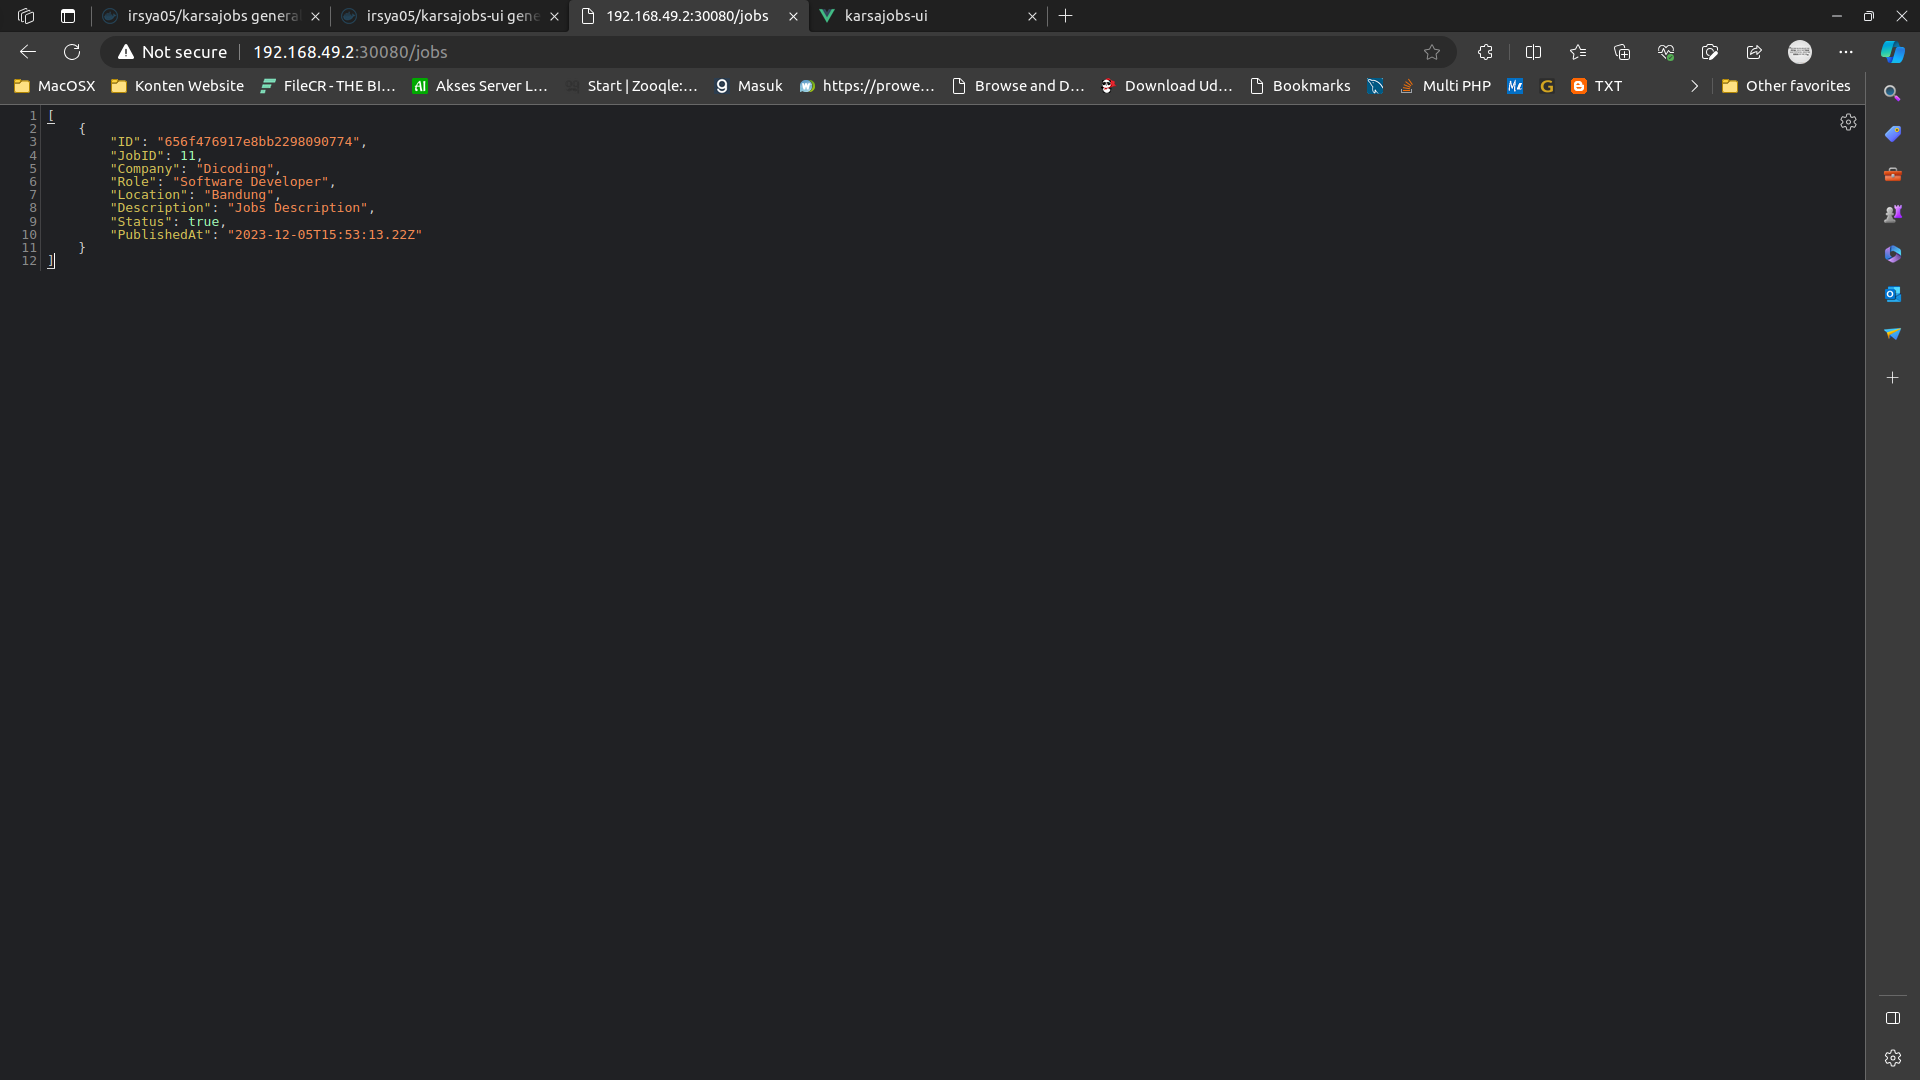 irsya05/karsajobs genera
irsya05/karsajobs-ui gene
192.168.49.2:30080/jobs
karsajobs-ui
Not secure
192.168.49.2:30080/jobs
MacOSX
Konten Website
FileCR - THE BI...
Akses Server L...
Start | Zooqle:...
Masuk
https://prowe...
Browse and D...
Download Ud...
Bookmarks
Multi PHP
TXT
Other favorites
1 [
2 {
3 "ID": "656f476917e8bb2298090774",
4 "JobID": 11,
5 "Company": "Dicoding",
6 "Role": "Software Developer",
7 "Location": "Bandung",
8 "Description": "Jobs Description",
9 "Status": true,
10 "PublishedAt": "2023-12-05T15:53:13.22Z"
11 }
12 ]